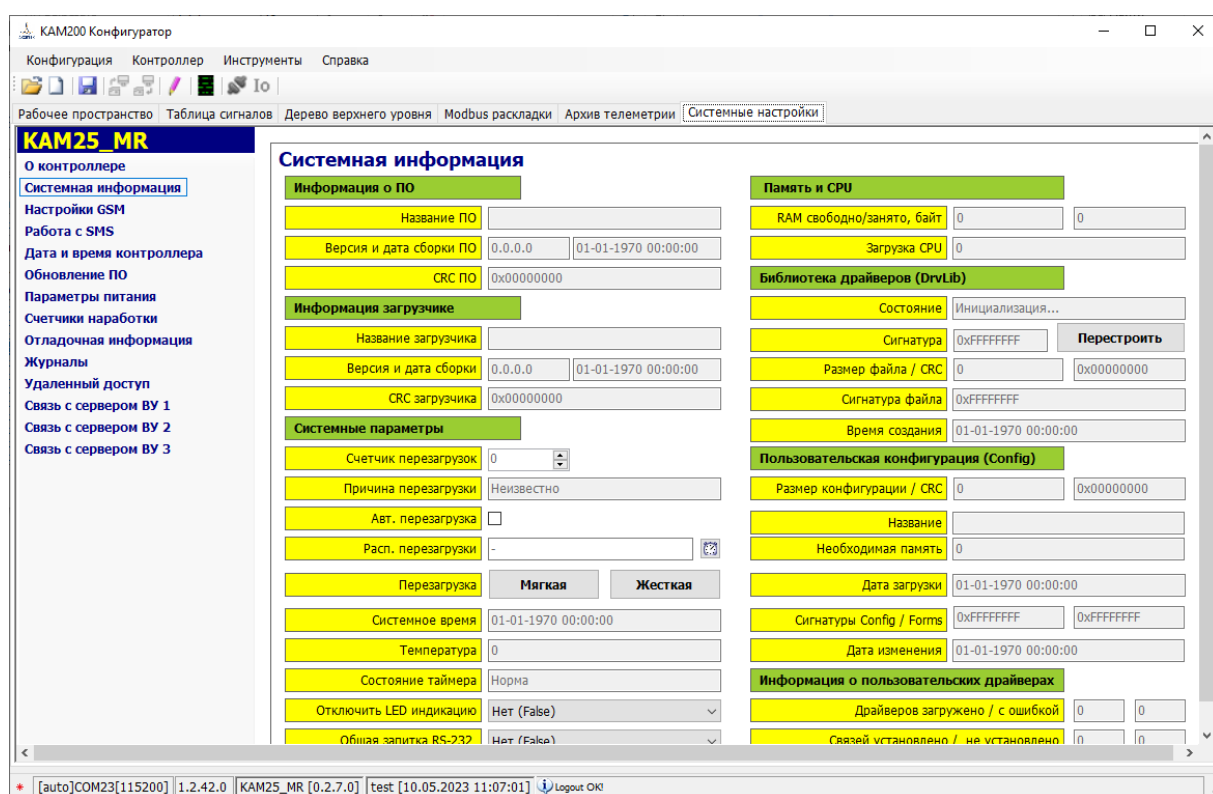 КАМ200 Конфигуратор
Конфигурация Контроллер Инструменты Справка
Io
Рабочее пространство Таблица сигналов Дерево верхнего уровня Modbus раскладки Архив телеметрии Системные настройки
KAM25_MR
О контроллере
Системная информация
Настройки GSM
Работа с SMS
Дата и время контроллера
Обновление ПО
Параметры питания
Счетчики наработки
Отладочная информация
Журналы
Удаленный доступ
Связь с сервером ВУ 1
Связь с сервером ВУ 2
Связь с сервером ВУ 3
Системная информация
Информация о ПО
Название ПО
Версия и дата сборки ПО 0.0.0.0 01-01-1970 00:00:00
CRC ПО 0x00000000
Информация загрузчике
Название загрузчика
Версия и дата сборки 0.0.0.0 01-01-1970 00:00:00
CRC загрузчика 0x00000000
Системные параметры
Счетчик перезагрузок 0
Причина перезагрузки Неизвестно
Авт. перезагрузка
Расп. перезагрузки -
Перезагрузка Мягкая Жесткая
Системное время 01-01-1970 00:00:00
Температура 0
Состояние таймера Норма
Отключить LED индикацию Нет (False)
Общая запитка RS-232 Нет (False)
Память и CPU
RAM свободно/занято, байт 0 0
Загрузка CPU 0
Библиотека драйверов (DrvLib)
Состояние Инициализация...
Сигнатура 0xFFFFFFFF Перестроить
Размер файла / CRC 0 0x00000000
Сигнатура файла 0xFFFFFFFF
Время создания 01-01-1970 00:00:00
Пользовательская конфигурация (Config)
Размер конфигурации / CRC 0 0x00000000
Название
Необходимая память 0
Дата загрузки 01-01-1970 00:00:00
Сигнатуры Config / Forms 0xFFFFFFFF 0xFFFFFFFF
Дата изменения 01-01-1970 00:00:00
Информация о пользовательских драйверах
Драйверов загружено / с ошибкой 0 0
Связей установлено / не установлено 0 0
* [auto]COM23[115200] 1.2.42.0 KAM25_MR [0.2.7.0] test [10.05.2023 11:07:01] Logout OK!